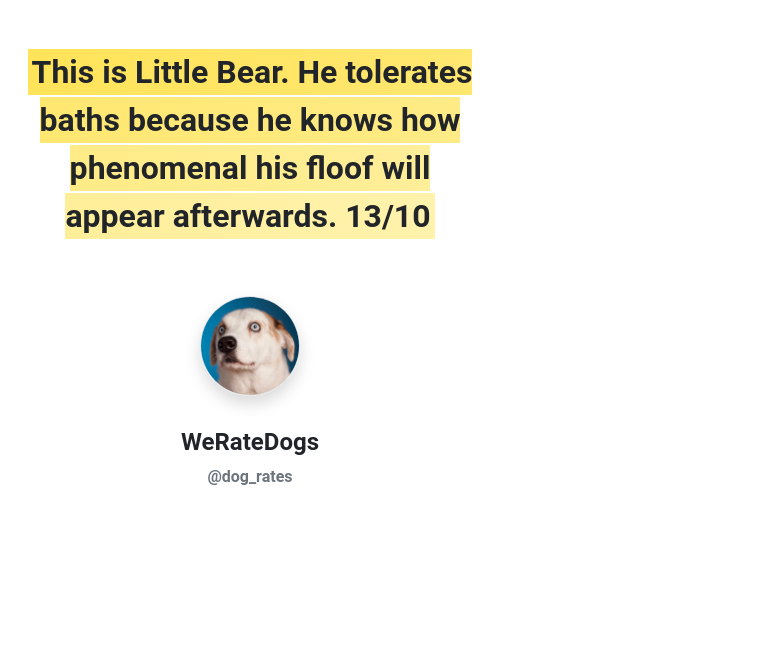 This is Little Bear. He tolerates
baths because he knows how
phenomenal his floof will
appear afterwards. 13/10
WeRateDogs
@dog_rates